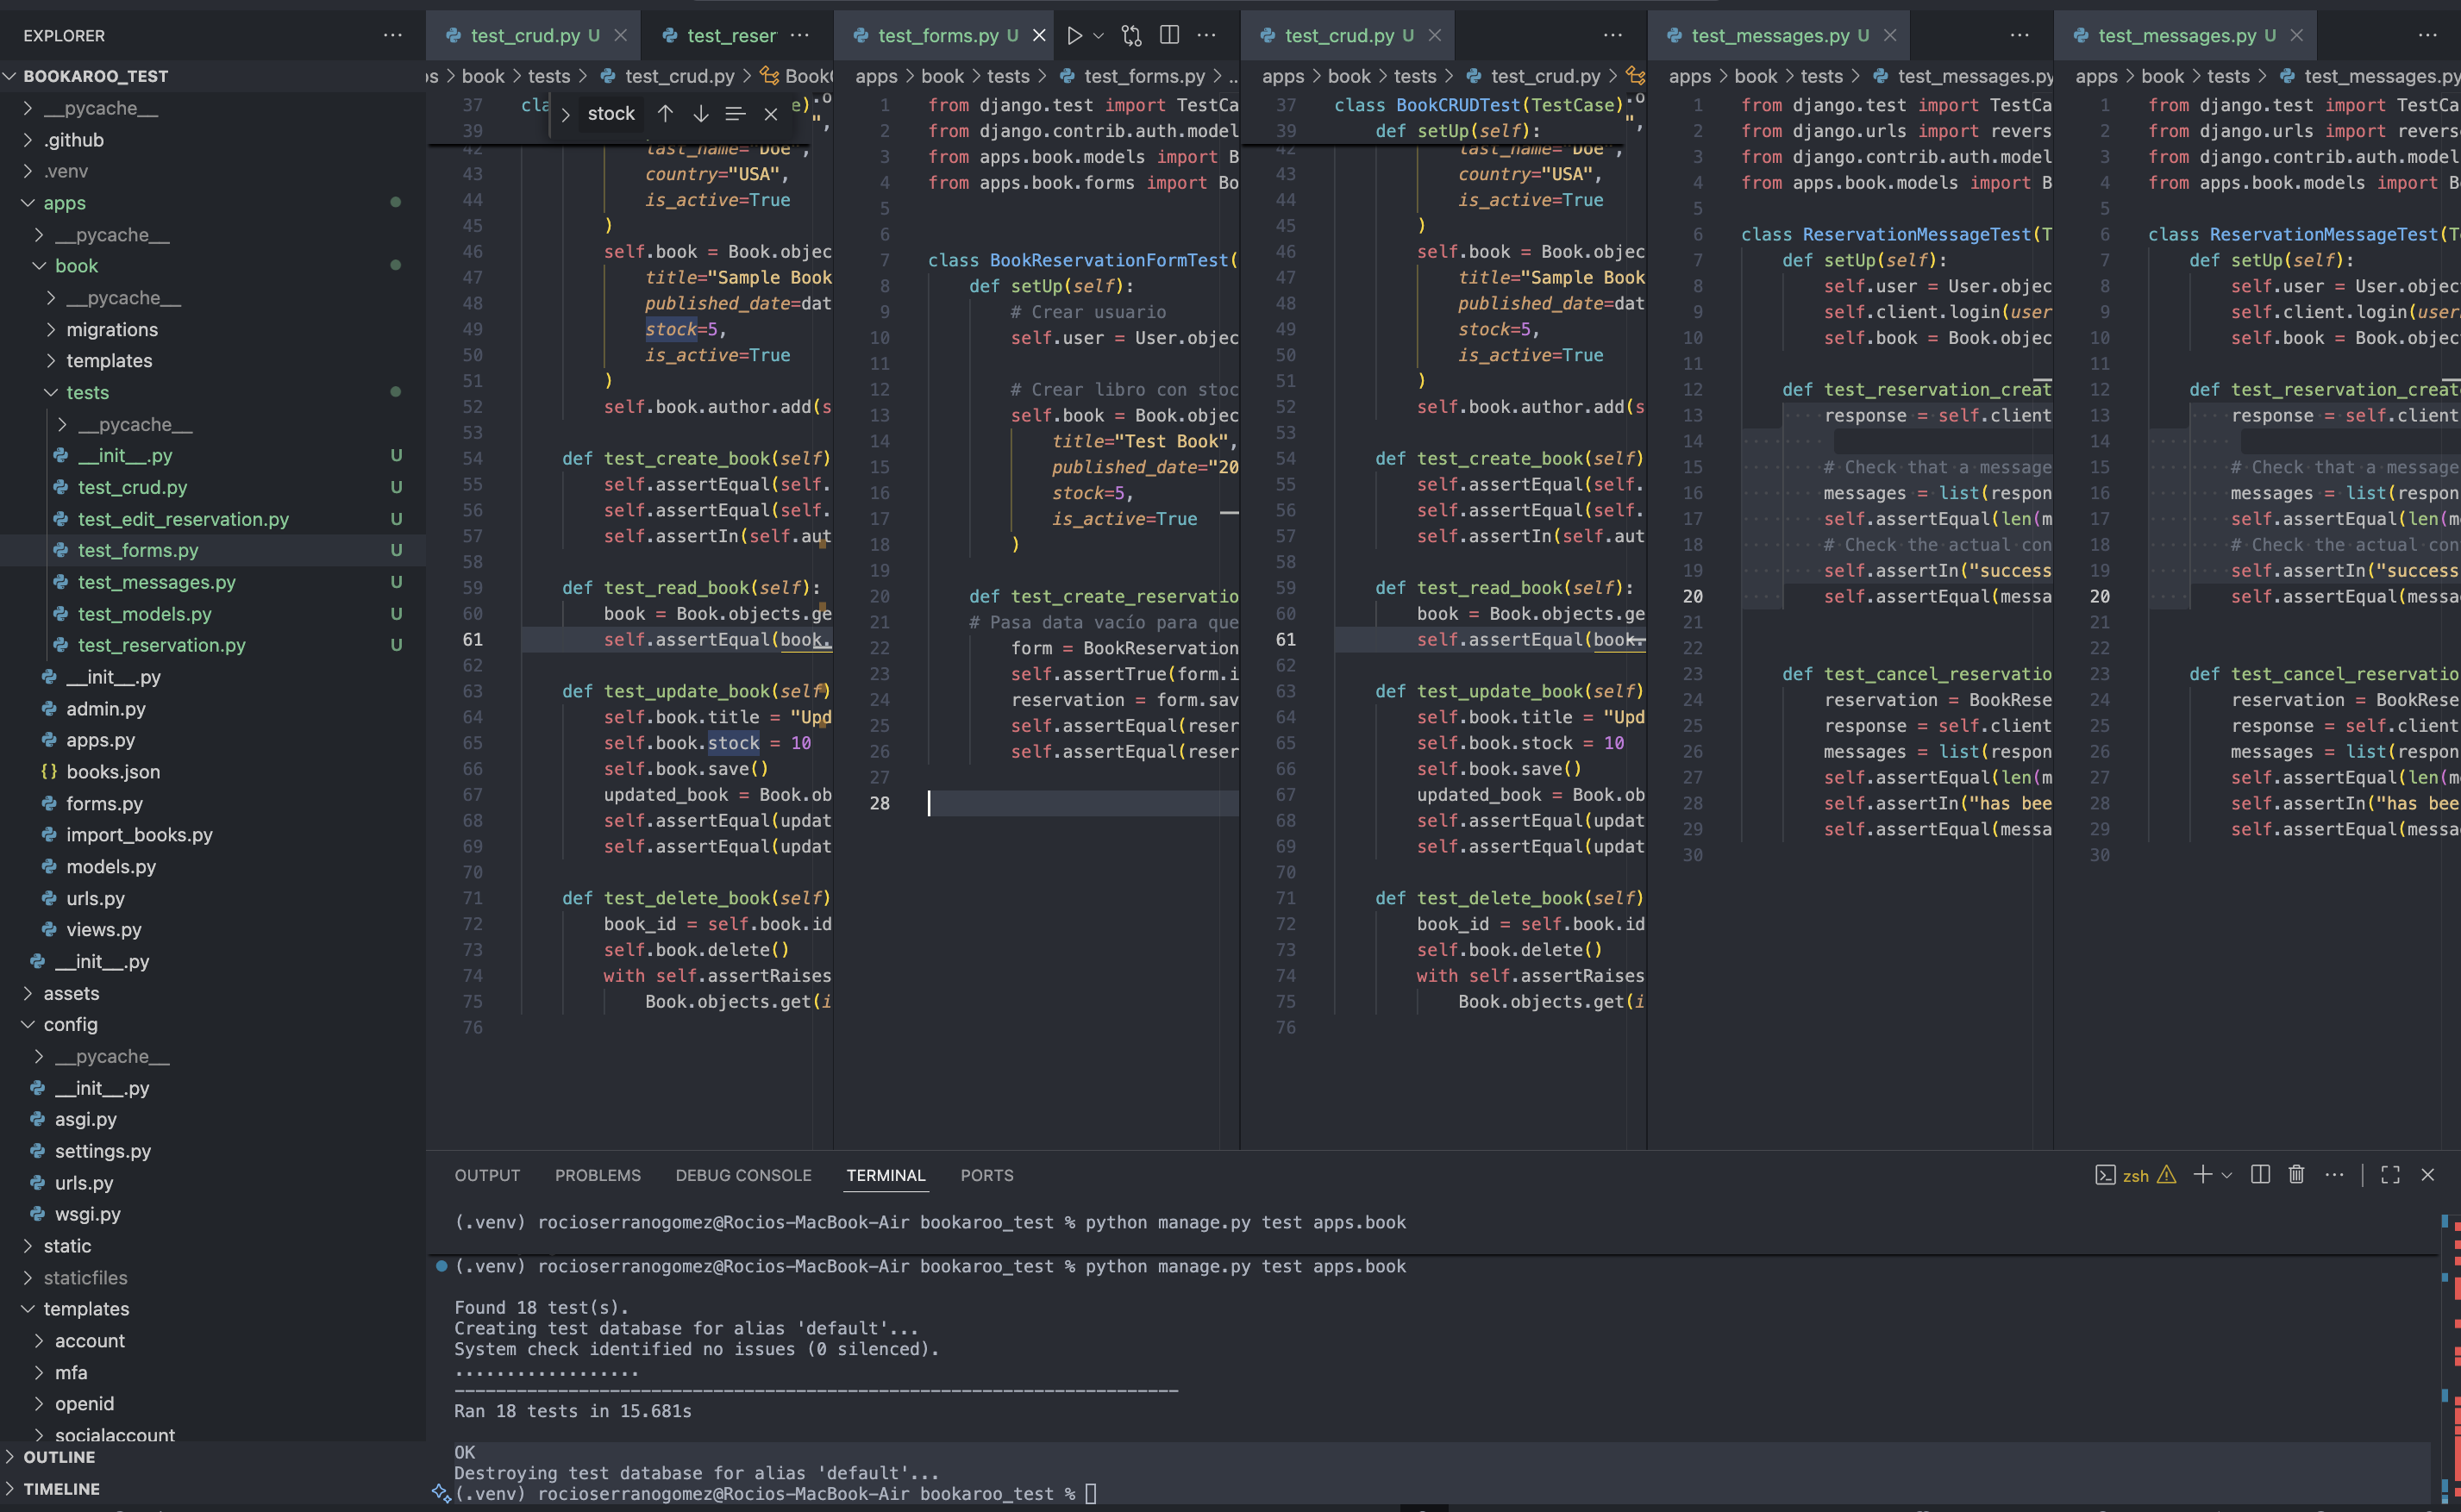 EXPLORER
BOOKAROO_TEST
__pycache__
.github
.venv
apps
__pycache__
book
__pycache__
migrations
templates
tests
__pycache__
__init__.py U
test_crud.py U
test_edit_reservation.py U
test_forms.py U
test_messages.py U
test_models.py U
test_reservation.py U
__init__.py
admin.py
apps.py
{} books.json
forms.py
import_books.py
models.py
urls.py
views.py
__init__.py
assets
config
__pycache__
__init__.py
asgi.py
settings.py
urls.py
wsgi.py
static
staticfiles
templates
account
mfa
openid
socialaccount
OUTLINE
TIMELINE
test_crud.py U
test_reser
book > tests > test_crud.py >
stock
37 cla
39
42 last_name="Doe",
43 country="USA",
44 is_active=True
45 )
46 self.book = Book.objec
47 title="Sample Book
48 published_date=dat
49 stock=5,
50 is_active=True
51 )
52 self.book.author.add(s
53
54 def test_create_book(self)
55 self.assertEqual(self.
56 self.assertEqual(self.
57 self.assertIn(self.aut
58
59 def test_read_book(self):
60 book = Book.objects.ge
61 self.assertEqual(book.
62
63 def test_update_book(self)
64 self.book.title = "Upd
65 self.book.stock = 10
66 self.book.save()
67 updated_book = Book.ob
68 self.assertEqual(updat
69 self.assertEqual(updat
70
71 def test_delete_book(self)
72 book_id = self.book.id
73 self.book.delete()
74 with self.assertRaises
75 Book.objects.get(i
76
test_forms.py U
apps > book > tests > test_forms.py > ..
1 from django.test import TestCa
2 from django.contrib.auth.model
3 from apps.book.models import B
4 from apps.book.forms import Bo
5
6
7 class BookReservationFormTest(
8 def setUp(self):
9 # Crear usuario
10 self.user = User.objec
11
12 # Crear libro con stoc
13 self.book = Book.objec
14 title="Test Book",
15 published_date="20
16 stock=5,
17 is_active=True
18 )
19
20 def test_create_reservatio
21 # Pasa data vacío para que
22 form = BookReservation
23 self.assertTrue(form.i
24 reservation = form.sav
25 self.assertEqual(reser
26 self.assertEqual(reser
27
28
test_crud.py U
apps > book > tests > test_crud.py >
37 class BookCRUDTest(TestCase):
39 def setUp(self):
42 last_name="Doe",
43 country="USA",
44 is_active=True
45 )
46 self.book = Book.objec
47 title="Sample Book
48 published_date=dat
49 stock=5,
50 is_active=True
51 )
52 self.book.author.add(s
53
54 def test_create_book(self)
55 self.assertEqual(self.
56 self.assertEqual(self.
57 self.assertIn(self.aut
58
59 def test_read_book(self):
60 book = Book.objects.ge
61 self.assertEqual(book.
62
63 def test_update_book(self)
64 self.book.title = "Upd
65 self.book.stock = 10
66 self.book.save()
67 updated_book = Book.ob
68 self.assertEqual(updat
69 self.assertEqual(updat
70
71 def test_delete_book(self)
72 book_id = self.book.id
73 self.book.delete()
74 with self.assertRaises
75 Book.objects.get(i
76
test_messages.py U
apps > book > tests > test_messages.py
1 from django.test import TestCa
2 from django.urls import revers
3 from django.contrib.auth.model
4 from apps.book.models import B
5
6 class ReservationMessageTest(T
7 def setUp(self):
8 self.user = User.objec
9 self.client.login(user
10 self.book = Book.objec
11
12 def test_reservation_creat
13 response = self.client
14
15 # Check that a message
16 messages = list(respon
17 self.assertEqual(len(m
18 # Check the actual con
19 self.assertIn("success
20 self.assertEqual(messa
21
22
23 def test_cancel_reservatio
24 reservation = BookRese
25 response = self.client
26 messages = list(respon
27 self.assertEqual(len(m
28 self.assertIn("has bee
29 self.assertEqual(messa
30
test_messages.py U
apps > book > tests > test_messages.py
1 from django.test import TestCa
2 from django.urls import revers
3 from django.contrib.auth.model
4 from apps.book.models import B
5
6 class ReservationMessageTest(T
7 def setUp(self):
8 self.user = User.objec
9 self.client.login(user
10 self.book = Book.objec
11
12 def test_reservation_creat
13 response = self.client
14
15 # Check that a message
16 messages = list(respon
17 self.assertEqual(len(m
18 # Check the actual con
19 self.assertIn("success
20 self.assertEqual(messa
21
22
23 def test_cancel_reservatio
24 reservation = BookRese
25 response = self.client
26 messages = list(respon
27 self.assertEqual(len(m
28 self.assertIn("has bee
29 self.assertEqual(messa
30
OUTPUT PROBLEMS DEBUG CONSOLE TERMINAL PORTS
zsh
(.venv) rocioserranogomez@Rocios-MacBook-Air bookaroo_test % python manage.py test apps.book
(.venv) rocioserranogomez@Rocios-MacBook-Air bookaroo_test % python manage.py test apps.book
Found 18 test(s).
Creating test database for alias 'default'...
System check identified no issues (0 silenced).
..................
----------------------------------------------------------------------
Ran 18 tests in 15.681s
OK
Destroying test database for alias 'default'...
(.venv) rocioserranogomez@Rocios-MacBook-Air bookaroo_test %